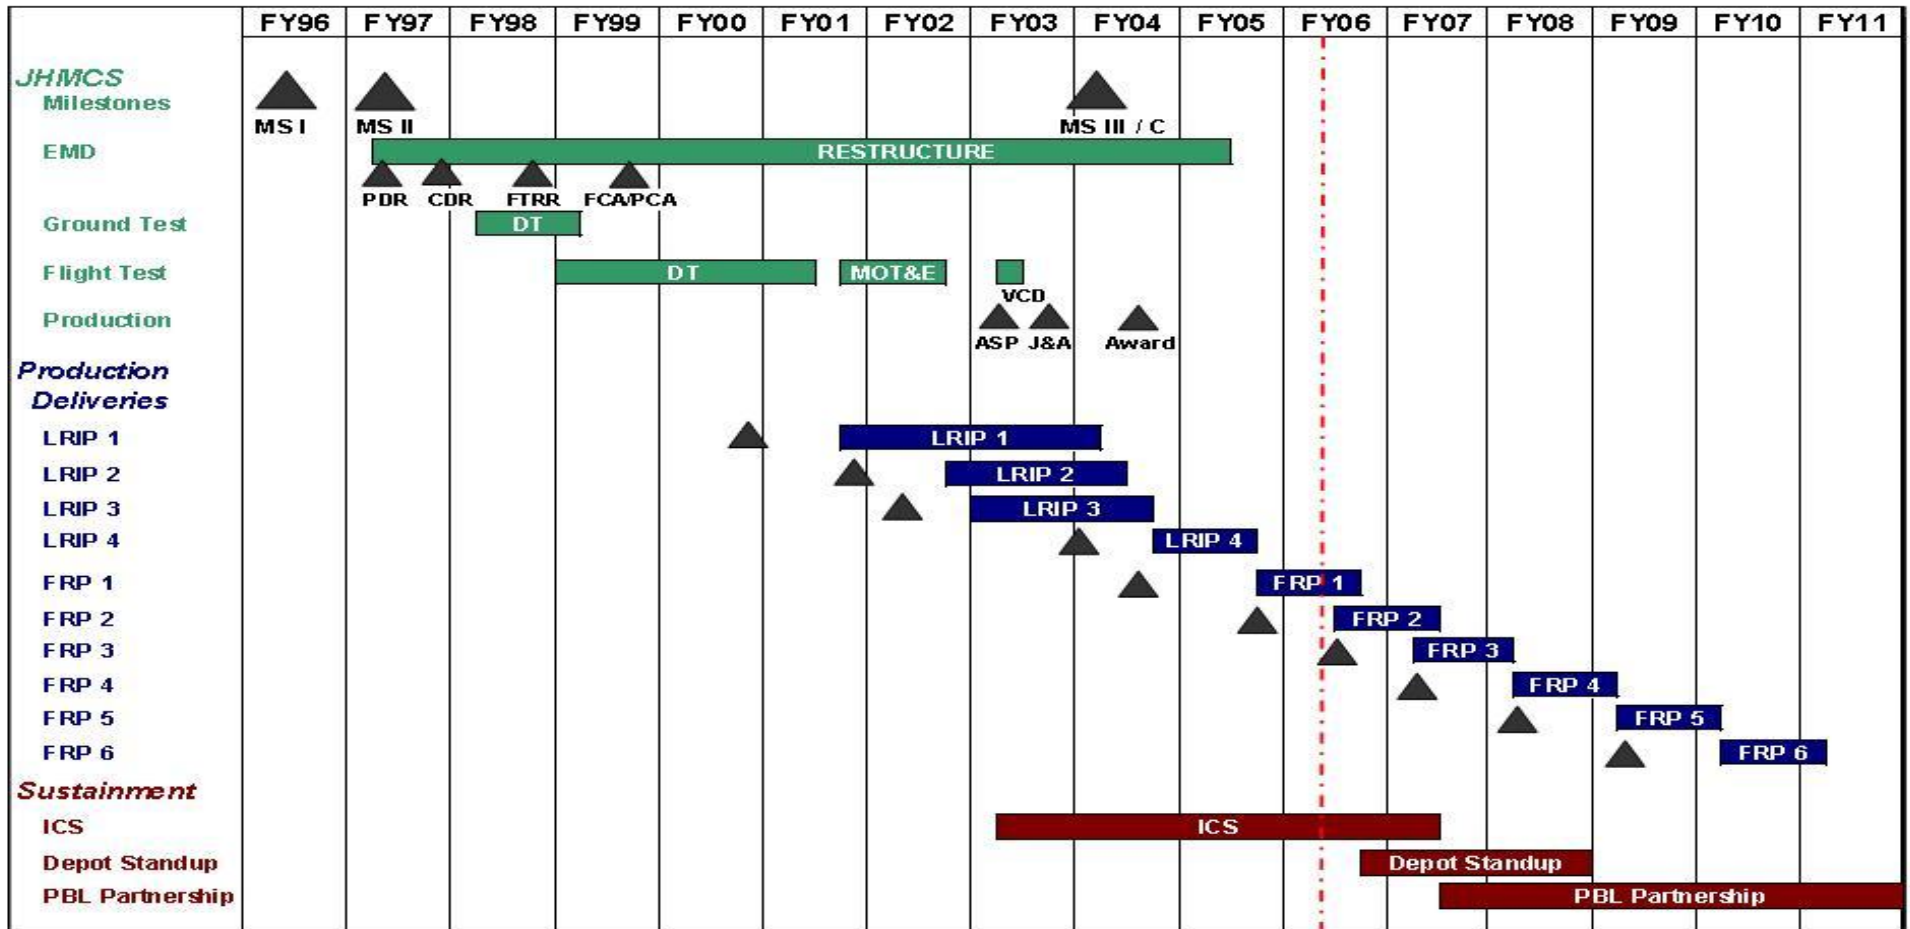 FY96 FY97 FY98 FY99 FY00 FY01 FY02 FY03 FY04 FY05 FY06 FY07 FY08 FY09 FY10 FY11
JHMCS
Milestones
MS I MS II MS III / C
EMD RESTRUCTURE
PDR CDR FTRR FCA/PCA
Ground Test DT
Flight Test DT MOT&E
VCD
Production
ASP J&A Award
Production
Deliveries
LRIP 1 LRIP 1
LRIP 2 LRIP 2
LRIP 3 LRIP 3
LRIP 4 LRIP 4
FRP 1 FRP 1
FRP 2 FRP 2
FRP 3 FRP 3
FRP 4 FRP 4
FRP 5 FRP 5
FRP 6 FRP 6
Sustainment
ICS ICS
Depot Standup Depot Standup
PBL Partnership PBL Partnership